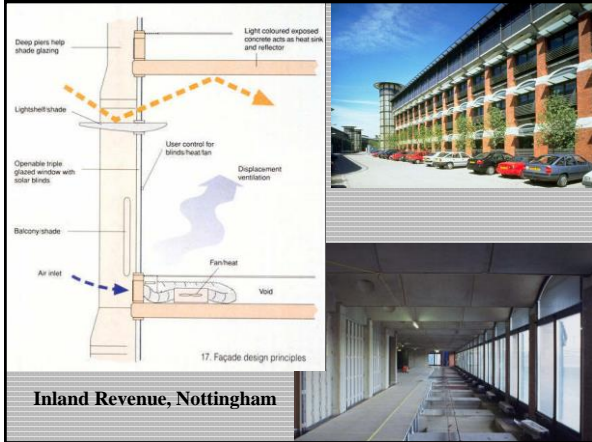 Deep piers help
shade glazing
Light coloured exposed
concrete acts as heat sink
and reflector
Lightshelf/shade
User control for
blinds/heat/fan
Openable triple
glazed window with
solar blinds
Displacement
ventilation
Balcony/shade
Air inlet
Fan/heat
Void
17. Façade design principles
Inland Revenue, Nottingham